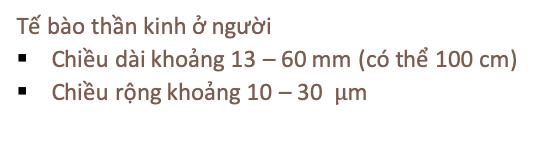 Tế bào thần kinh ở người
▪ Chiều dài khoảng 13 – 60 mm (có thể 100 cm)
▪ Chiều rộng khoảng 10 – 30 μm